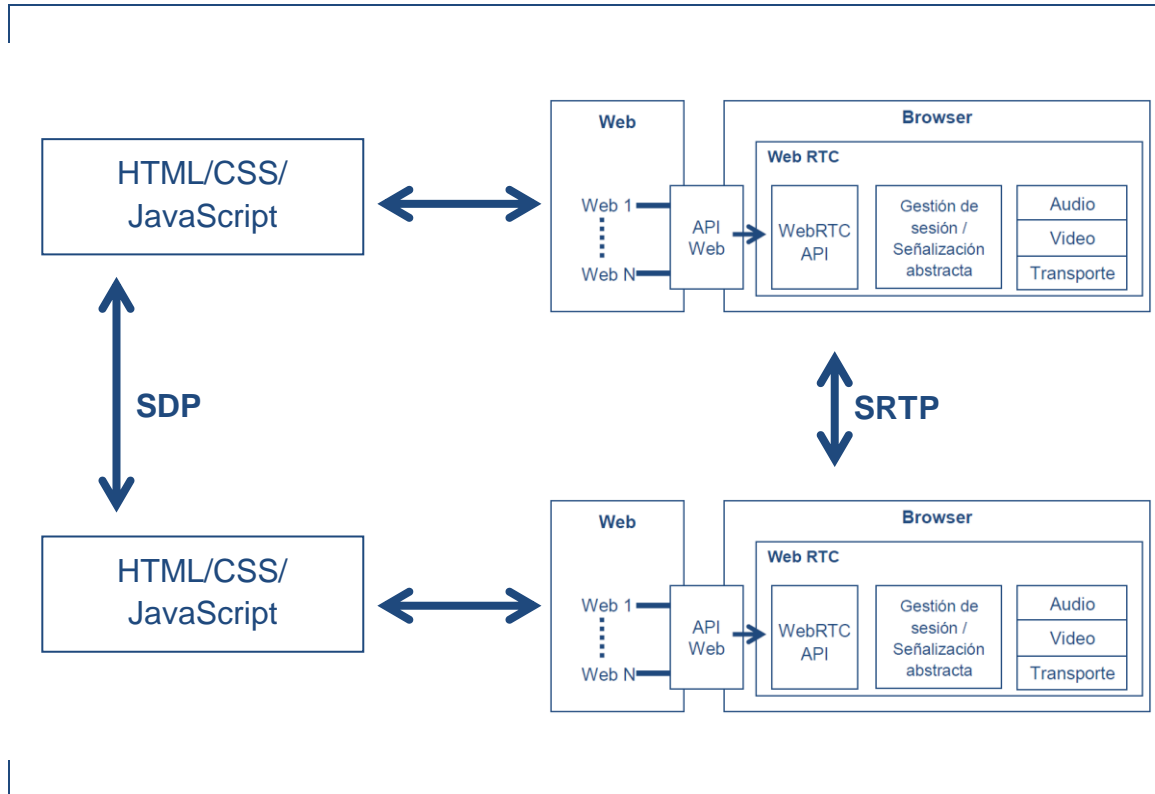 HTML/CSS/
JavaScript
Web
Web 1
Web N
API
Web
Browser
Web RTC
WebRTC
API
Gestión de
sesión /
Señalización
abstracta
Audio
Video
Transporte
SDP
SRTP
HTML/CSS/
JavaScript
Web
Web 1
Web N
API
Web
Browser
Web RTC
WebRTC
API
Gestión de
sesión /
Señalización
abstracta
Audio
Video
Transporte